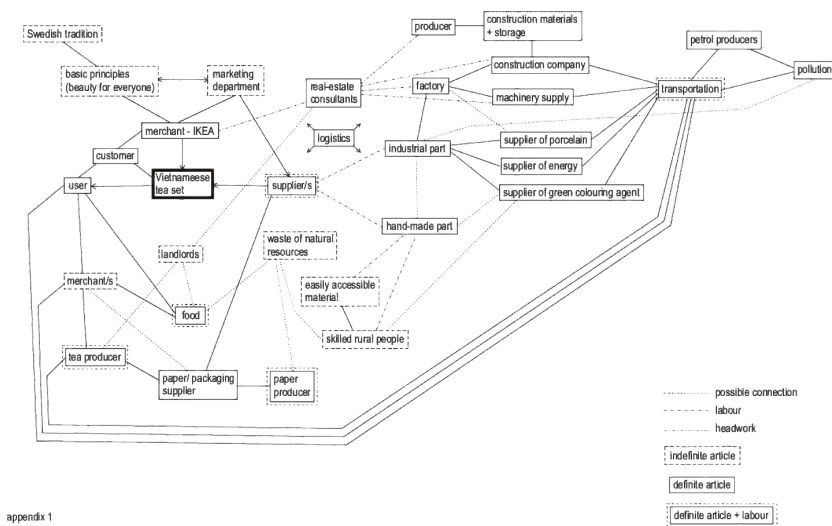 Swedish tradition
basic principles
(beauty for everyone)
marketing
department
merchant - IKEA
customer
user
Vietnameese
tea set
supplier/s
real-estate
consultants
logistics
producer
construction materials
+ storage
factory
construction company
machinery supply
industrial part
supplier of porcelain
supplier of energy
supplier of green colouring agent
hand-made part
petrol producers
pollution
transportation
landlords
waste of natural
resources
merchant/s
food
easily accessible
material
skilled rural people
tea producer
paper/ packaging
supplier
paper
producer
possible connection
labour
headwork
indefinite article
definite article
definite article + labour
appendix 1